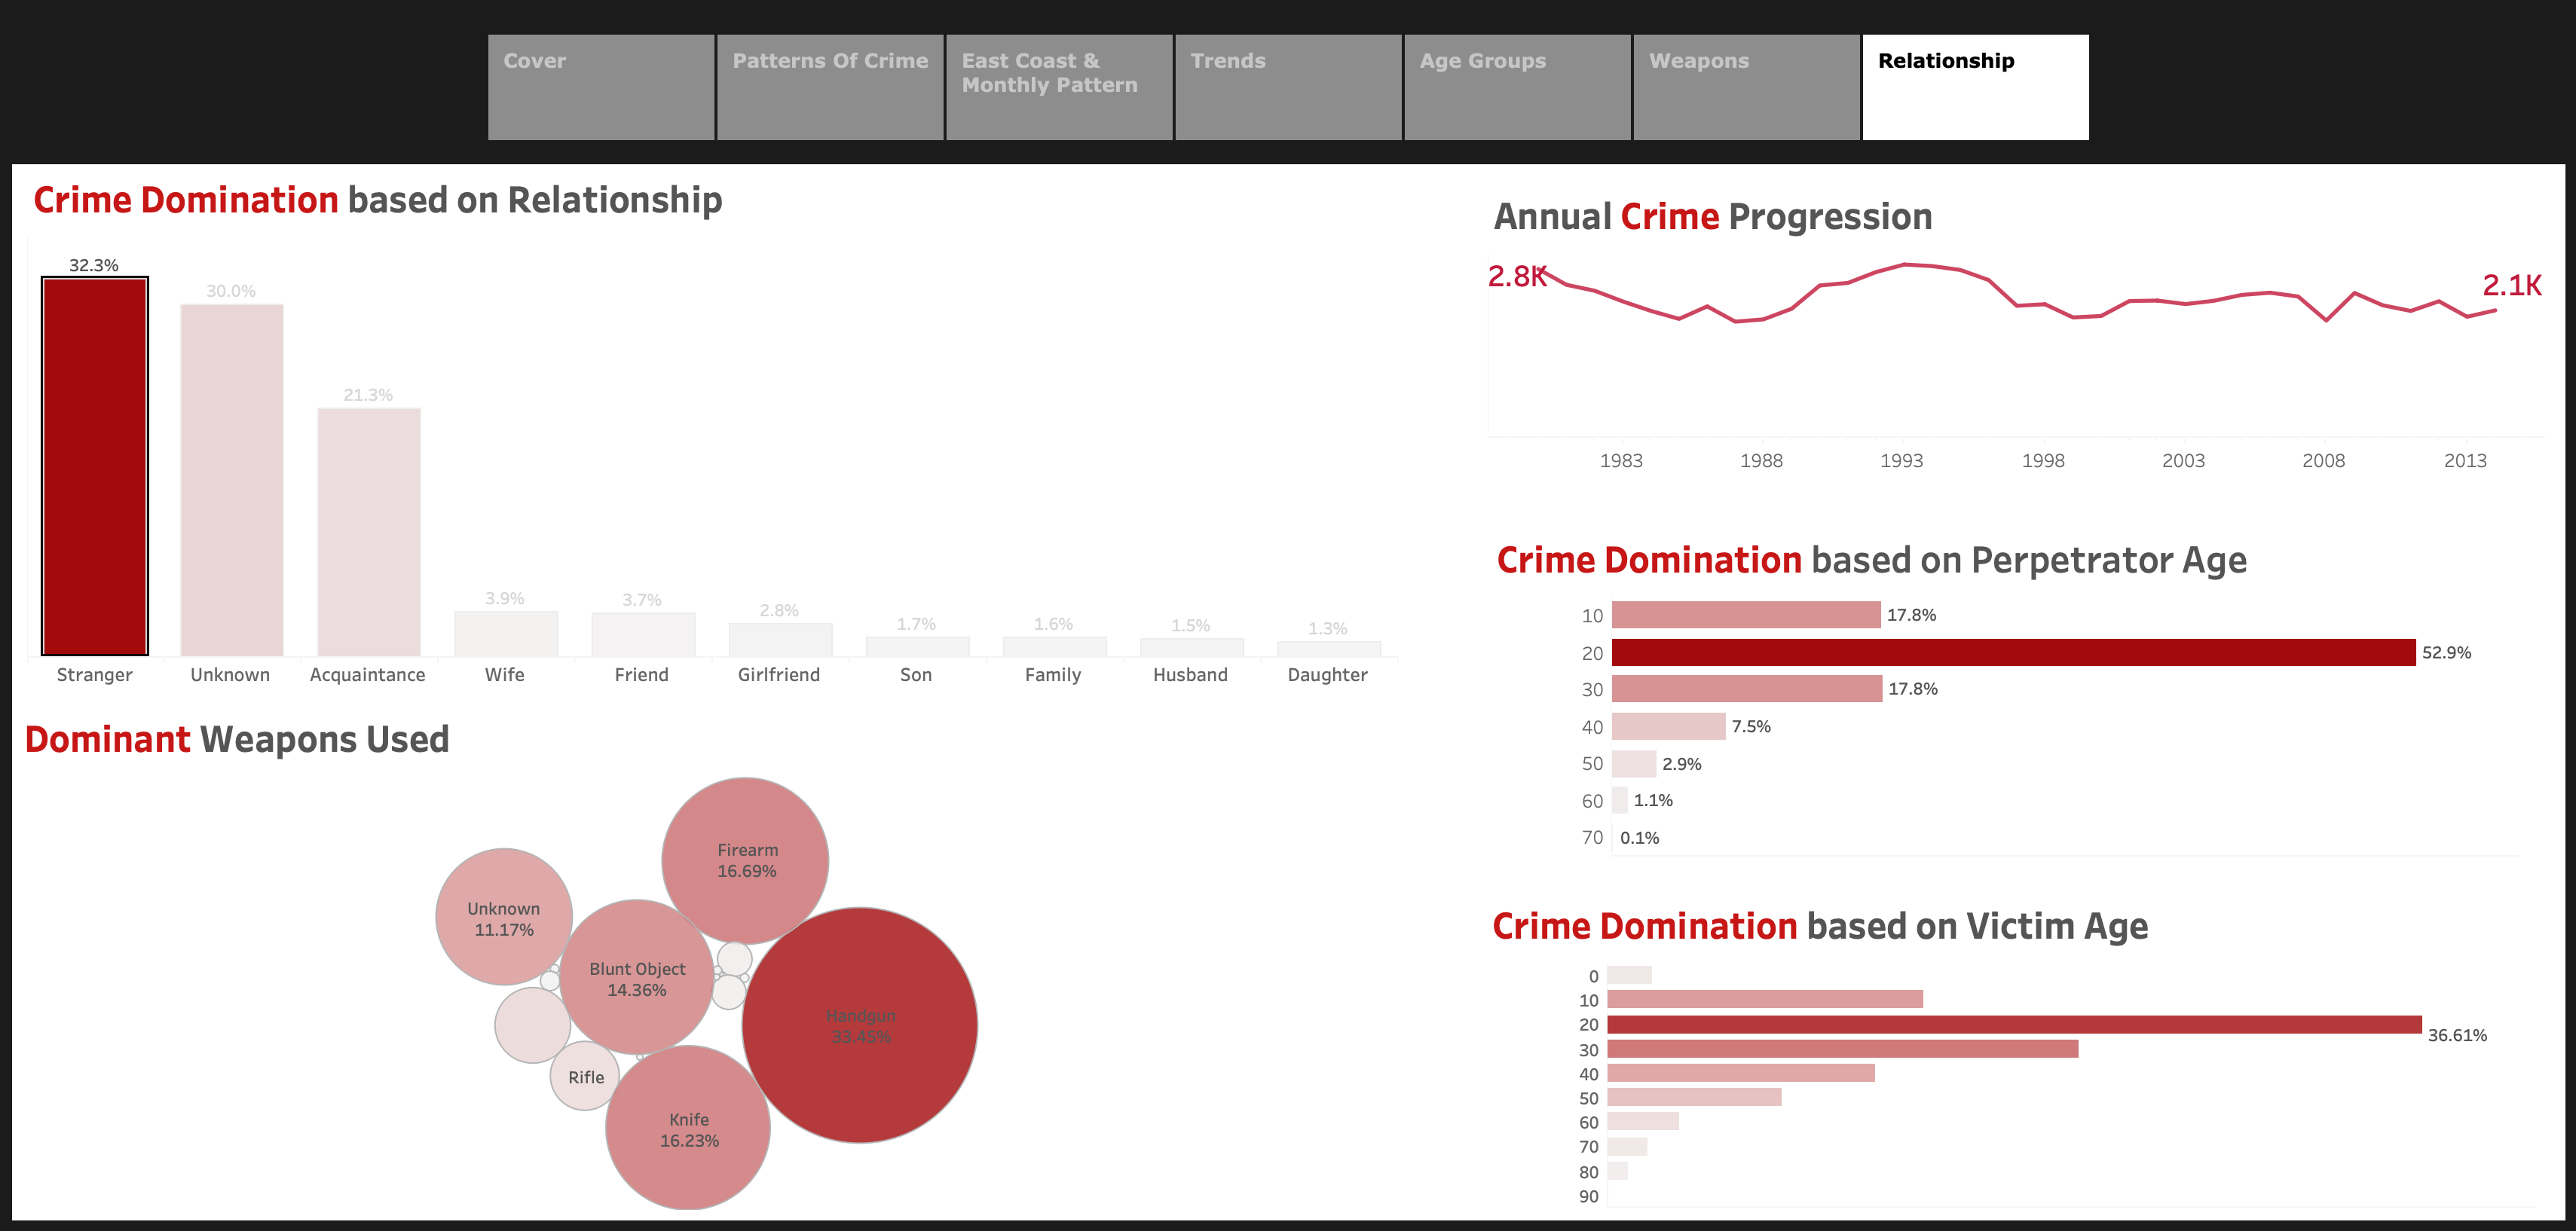 Cover
Patterns Of Crime
East Coast &
Monthly Pattern
Trends
Age Groups
Weapons
Relationship
Crime Domination based on Relationship
32.3%
30.0%
21.3%
3.9%
3.7%
2.8%
1.7%
1.6%
1.5%
1.3%
Stranger
Unknown
Acquaintance
Wife
Friend
Girlfriend
Son
Family
Husband
Daughter
Dominant Weapons Used
Firearm
16.69%
Unknown
11.17%
Blunt Object
14.36%
Handgun
33.45%
Rifle
Knife
16.23%
Annual Crime Progression
2.8K
2.1K
1983
1988
1993
1998
2003
2008
2013
Crime Domination based on Perpetrator Age
10 17.8%
20 52.9%
30 17.8%
40 7.5%
50 2.9%
60 1.1%
70 0.1%
Crime Domination based on Victim Age
0
10
20 36.61%
30
40
50
60
70
80
90